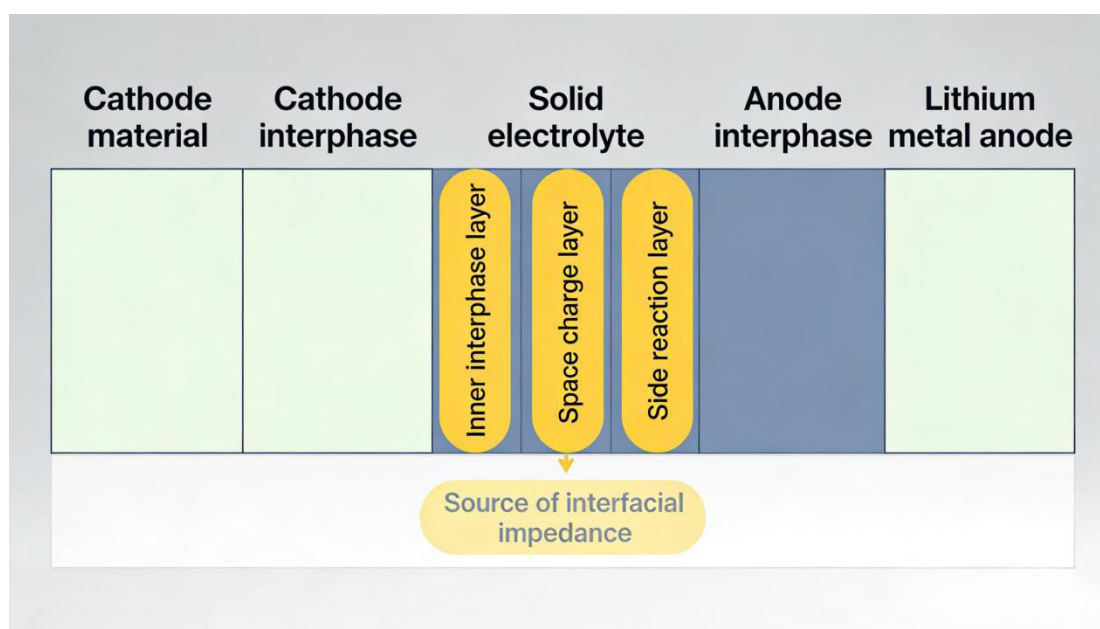 Cathode
material
Cathode
interphase
Solid
electrolyte
Anode
interphase
Lithium
metal anode
Inner interphase layer
Space charge layer
Side reaction layer
Source of interfacial
impedance